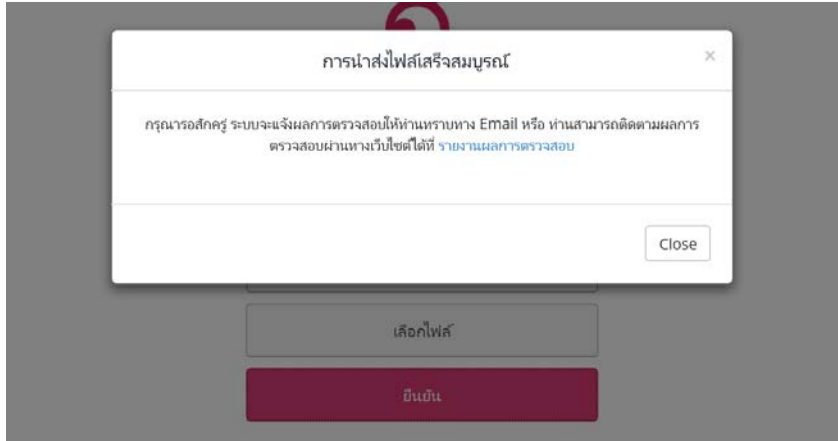 การนำส่งไฟล์เสร็จสมบูรณ์
×
กรุณารอสักครู่ ระบบจะแจ้งผลการตรวจสอบให้ท่านทราบทาง Email หรือ ท่านสามารถติดตามผลการ
ตรวจสอบผ่านทางเว็บไซต์ได้ที่ รายงานผลการตรวจสอบ
Close
เลือกไฟล์
ยืนยัน